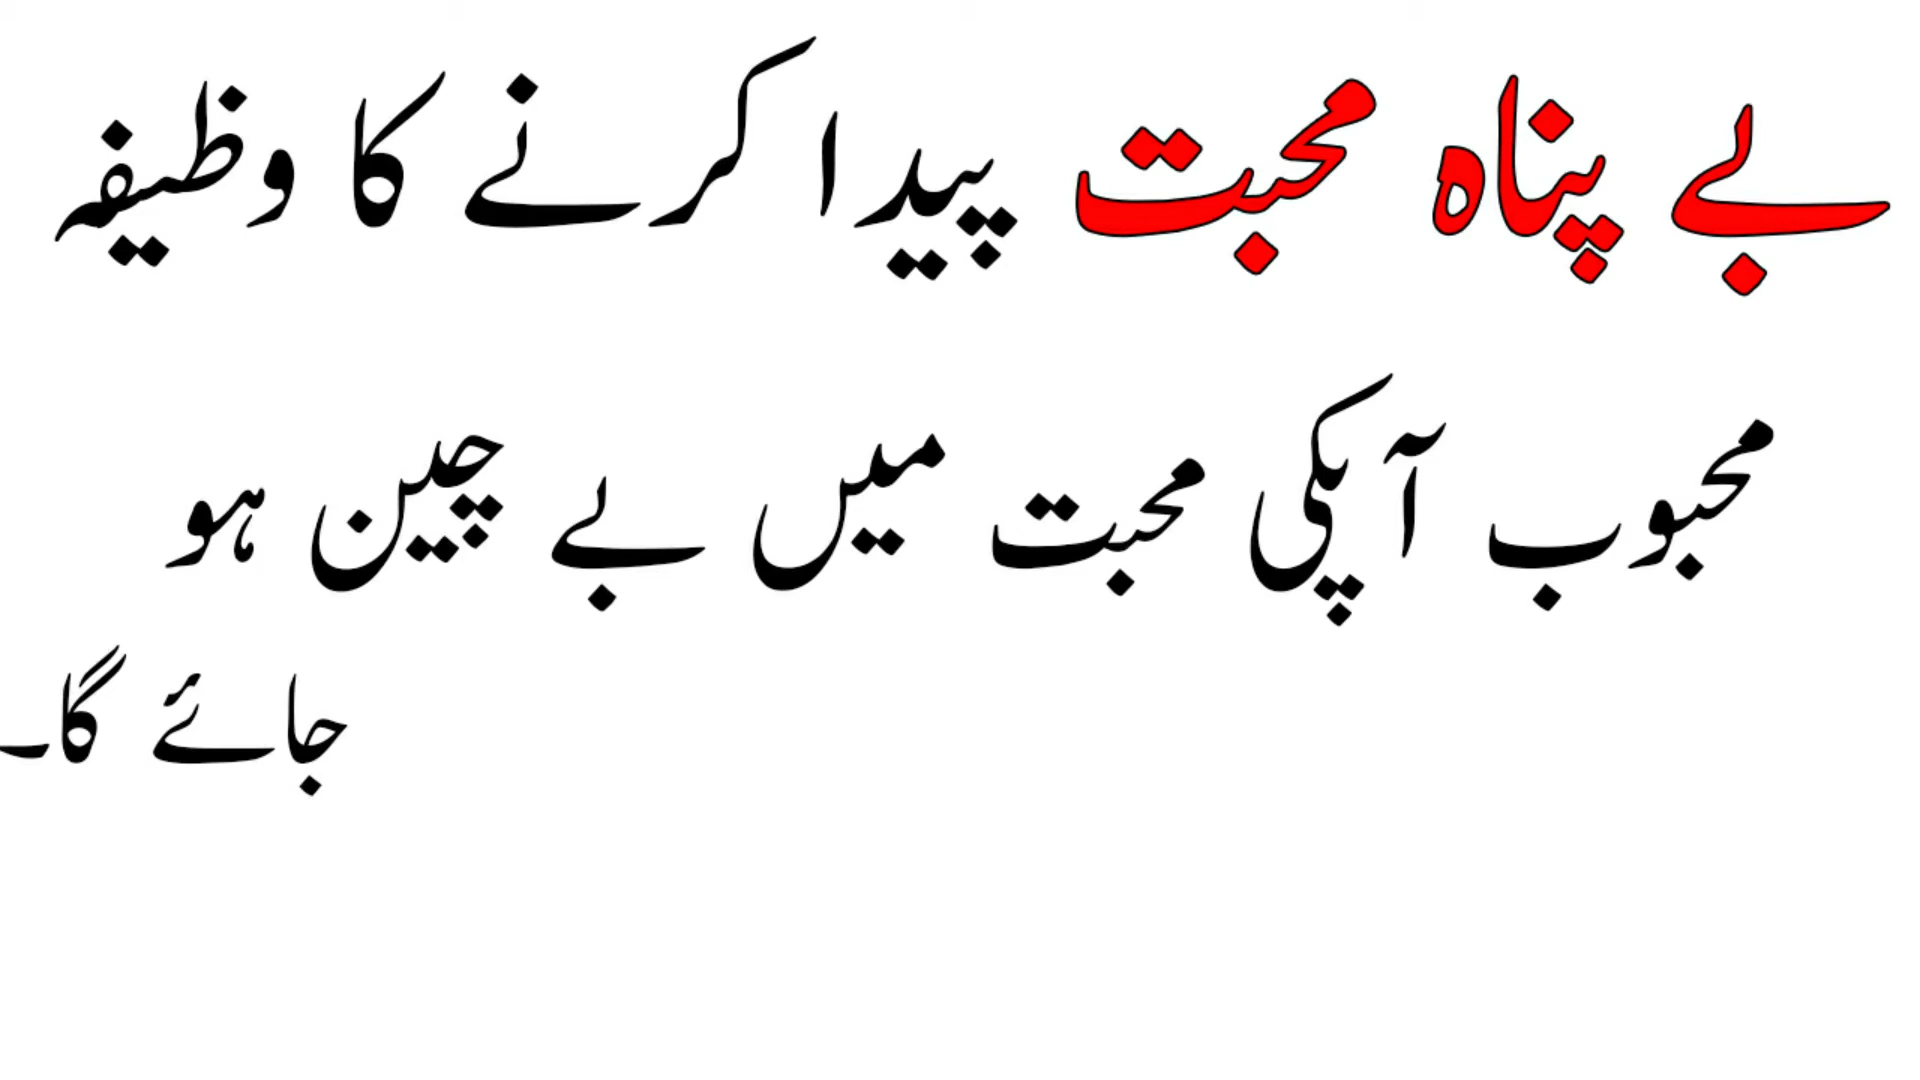 بے پناہ محبت پیدا کرنے کا وظیفہ
محبوب آپکی محبت میں بے چین ہو
جائے گا۔